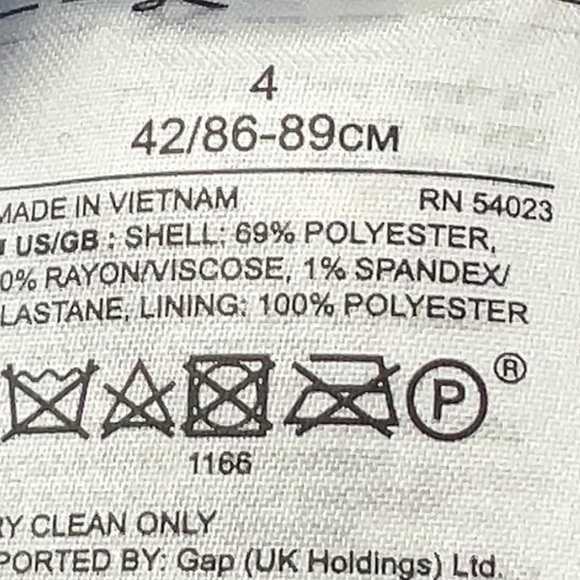 4
42/86-89CM
MADE IN VIETNAM RN 54023
US/GB : SHELL: 69% POLYESTER,
0% RAYON/VISCOSE, 1% SPANDEX/
LASTANE, LINING: 100% POLYESTER
P ®
1166
RY CLEAN ONLY
PORTED BY: Gap (UK Holdings) Ltd.